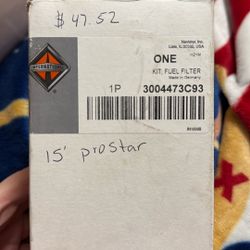 $ 47.52
Navistar, Inc.
Lisle, IL 60532, USA
INTERNATIONAL
ONE
KIT, FUEL FILTER
Made in Germany
1P 3004473C93
15' prostar